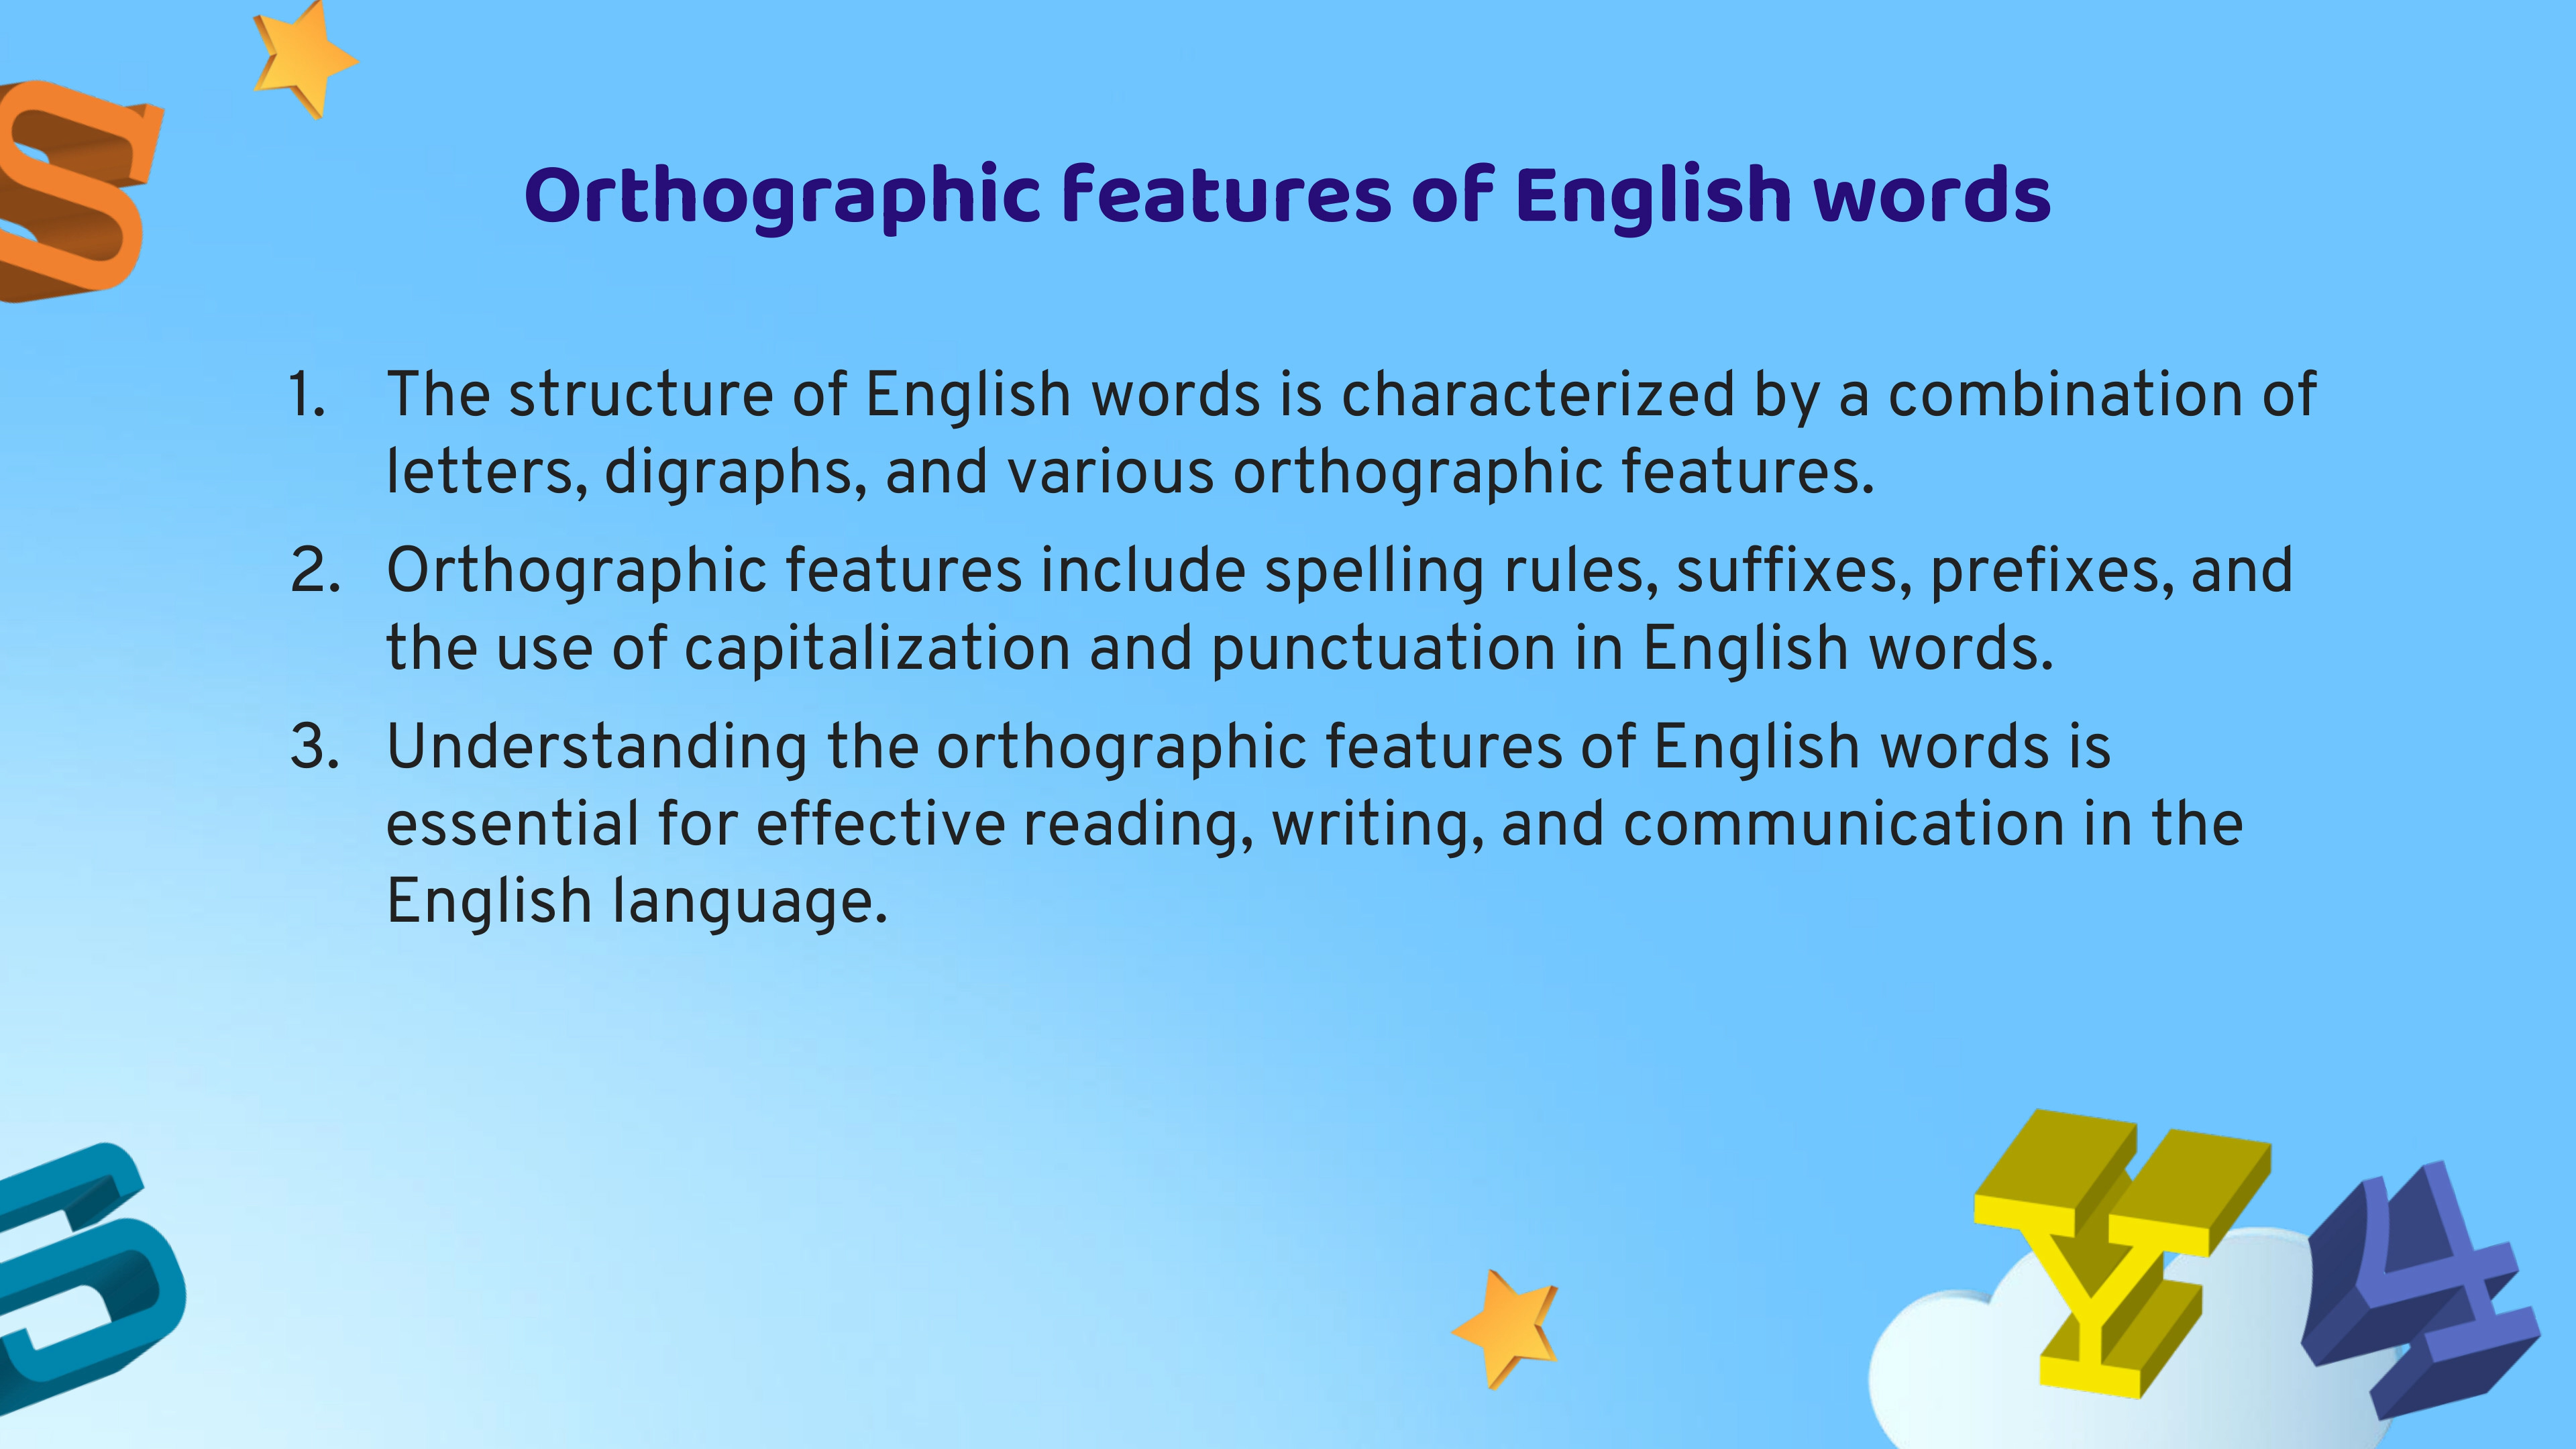 Orthographic features of English words
1. The structure of English words is characterized by a combination of
letters, digraphs, and various orthographic features.
2. Orthographic features include spelling rules, suffixes, prefixes, and
the use of capitalization and punctuation in English words.
3. Understanding the orthographic features of English words is
essential for effective reading, writing, and communication in the
English language.
S
5
Y
4